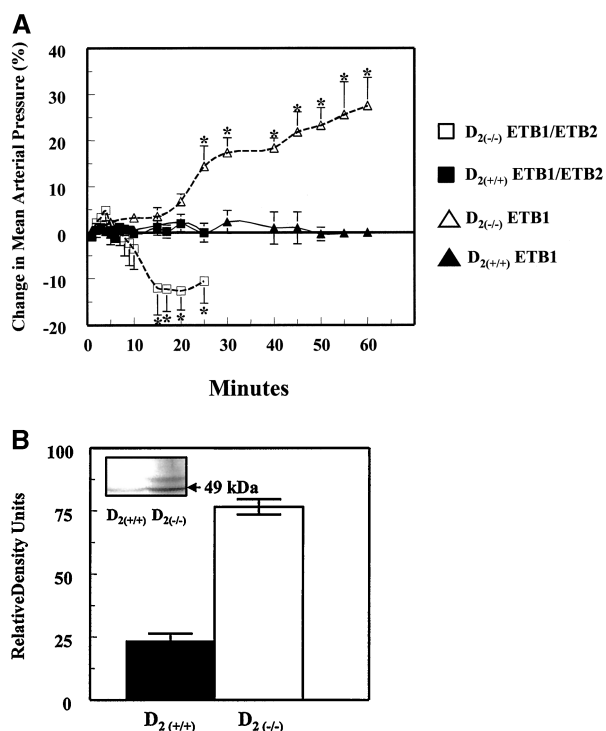 A
Change in Mean Arterial Pressure (%)
40
30
20
10
0
-10
-20
* * * * * * *
* * * *
0 10 20 30 40 50 60
Minutes
D2(-/-) ETB1/ETB2
D2(+/+) ETB1/ETB2
D2(-/-) ETB1
D2(+/+) ETB1
B
RelativeDensity Units
100
75
50
25
0
49 kDa
D2(+/+) D2(-/-)
D2 (+/+) D2 (-/-)